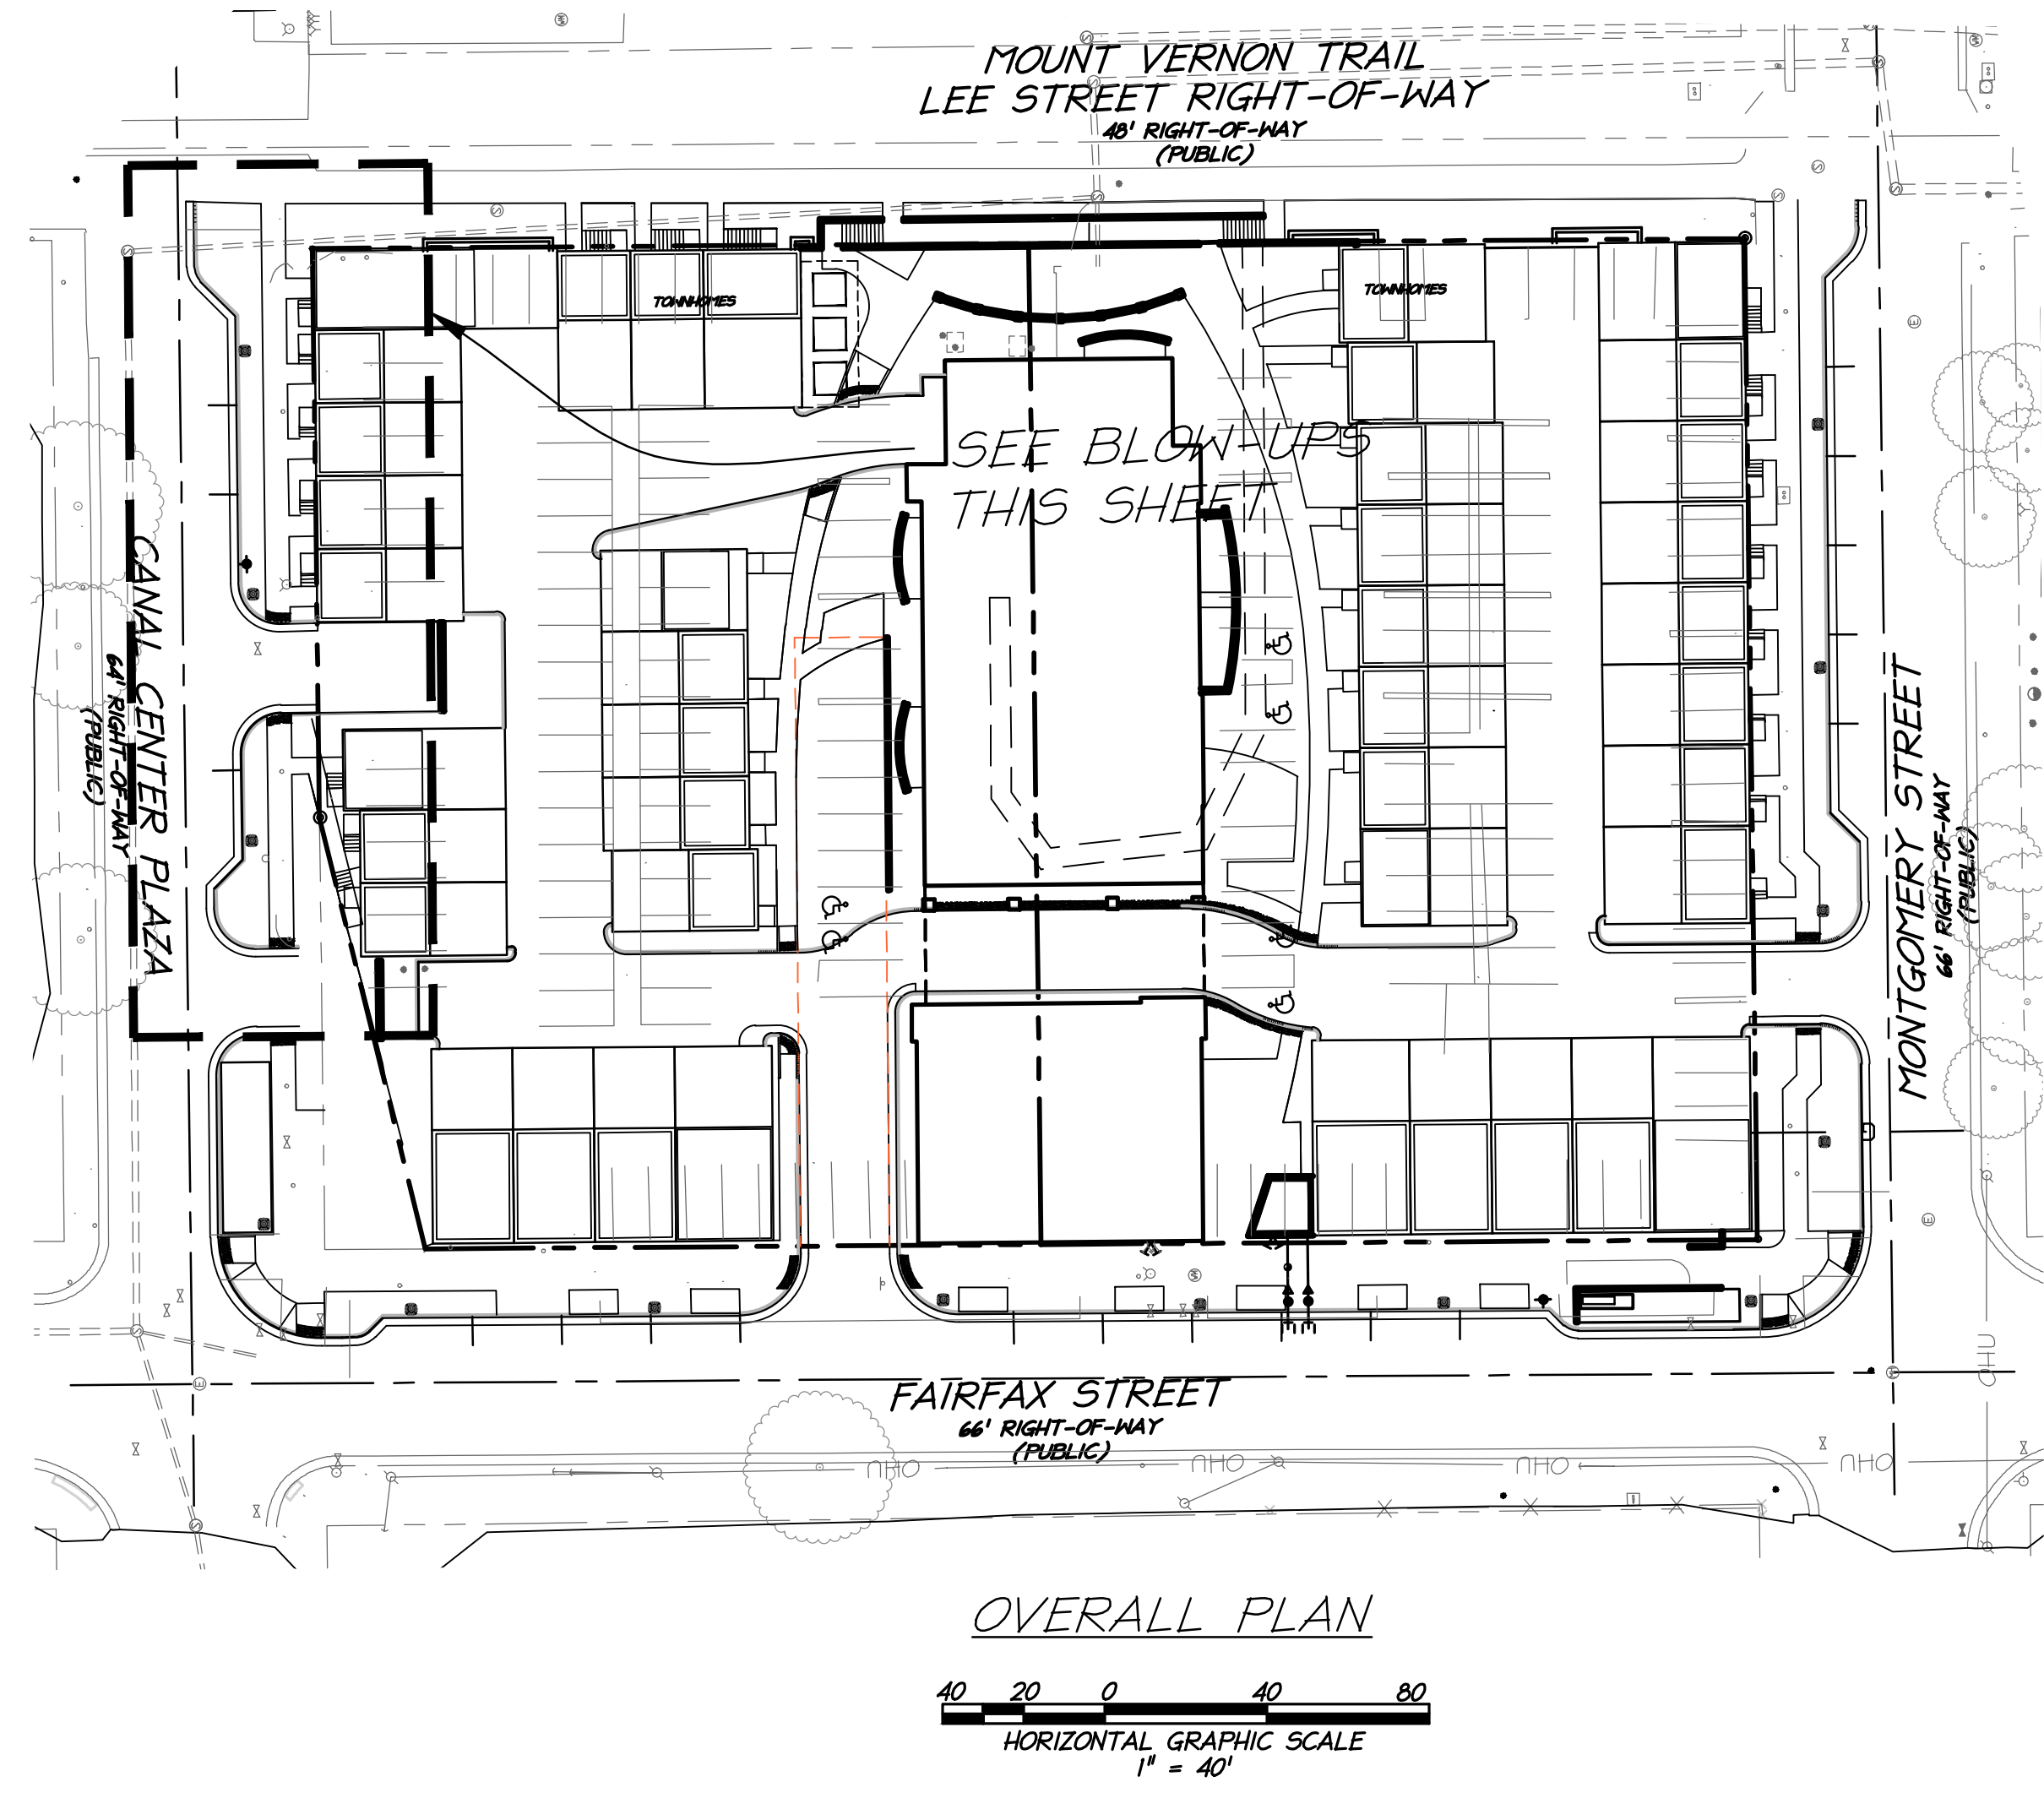 MOUNT VERNON TRAIL
LEE STREET RIGHT-OF-WAY
48' RIGHT-OF-WAY
(PUBLIC)
TOWNHOMES
TOWNHOMES
SEE BLOW-UPS
THIS SHEET
CANAL CENTER PLAZA
64' RIGHT-OF-WAY
(PUBLIC)
MONTGOMERY STREET
66' RIGHT-OF-WAY
(PUBLIC)
FAIRFAX STREET
66' RIGHT-OF-WAY
(PUBLIC)
OHU
OHU
OHU
OHU
OHU
OVERALL PLAN
40 20 0 40 80
HORIZONTAL GRAPHIC SCALE
1" = 40'